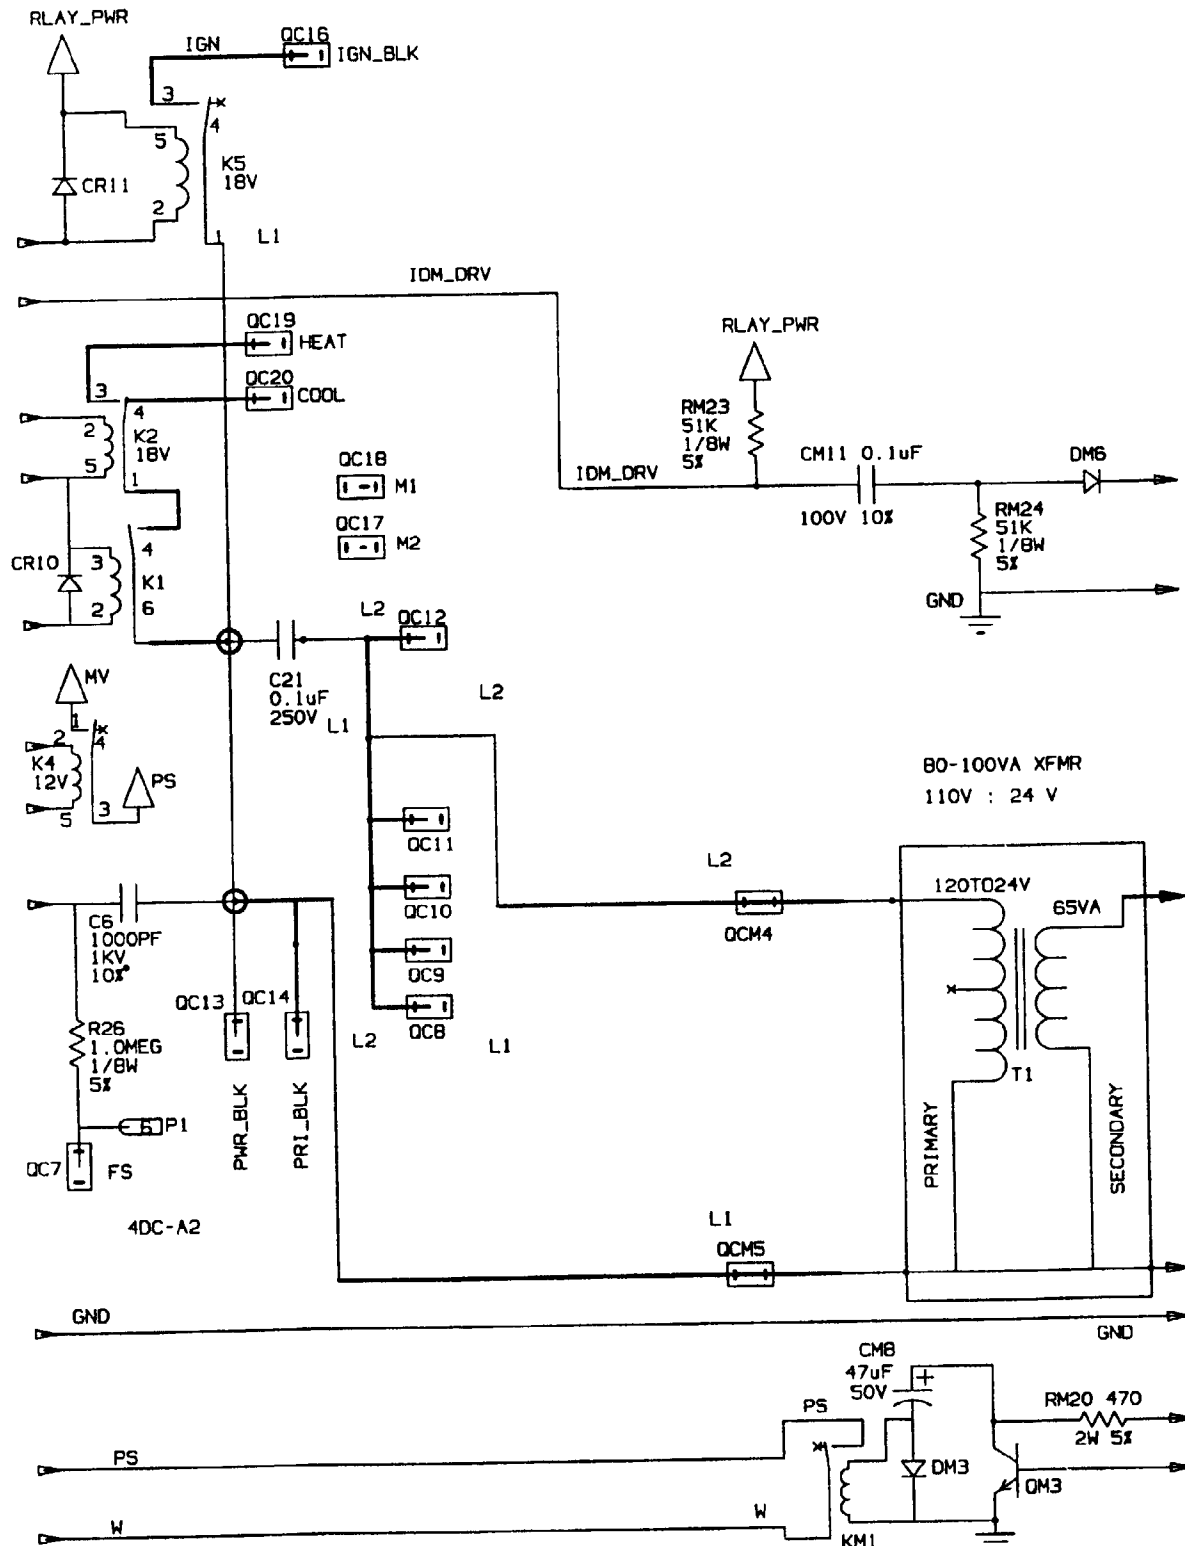 RLAY_PWR
IGN
QC16
IGN_BLK
3
4
5
K5
18V
CR11
2
1
L1
IDM_DRV
QC19
HEAT
RLAY_PWR
QC20
COOL
3
4
2
K2
18V
5
1
RM23
51K
1/8W
5%
CM11 0.1uF
DM6
QC18
M1
IDM_DRV
100V 10%
RM24
51K
1/8W
5%
QC17
M2
4
CR10
3
K1
2
6
GND
L2
QC12
MV
C21
0.1uF
250V
L2
L1
1
2
4
K4
12V
PS
5
3
80-100VA XFMR
110V : 24 V
QC11
L2
120TO24V
65VA
C6
1000PF
1KV
10%
QC10
QCM4
QC9
QC13
QC14
QC8
R26
1.0MEG
1/8W
5%
L2
L1
T1
PWR_BLK
PRI_BLK
PRIMARY
SECONDARY
6
P1
QC7
FS
4DC-A2
L1
QCM5
GND
GND
CM8
47uF
50V
+
RM20 470
2W 5%
PS
PS
DM3
QM3
W
W
KM1